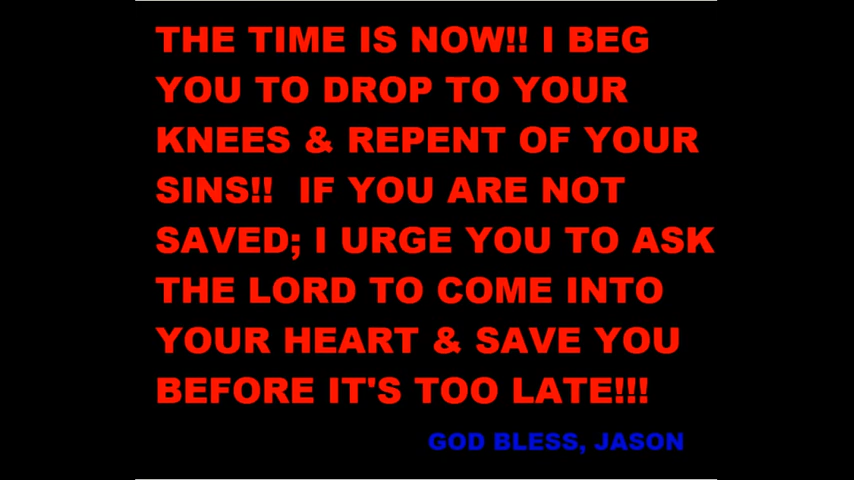 THE TIME IS NOW!! I BEG
YOU TO DROP TO YOUR
KNEES & REPENT OF YOUR
SINS!!  IF YOU ARE NOT
SAVED; I URGE YOU TO ASK
THE LORD TO COME INTO
YOUR HEART & SAVE YOU
BEFORE IT'S TOO LATE!!!
GOD BLESS, JASON